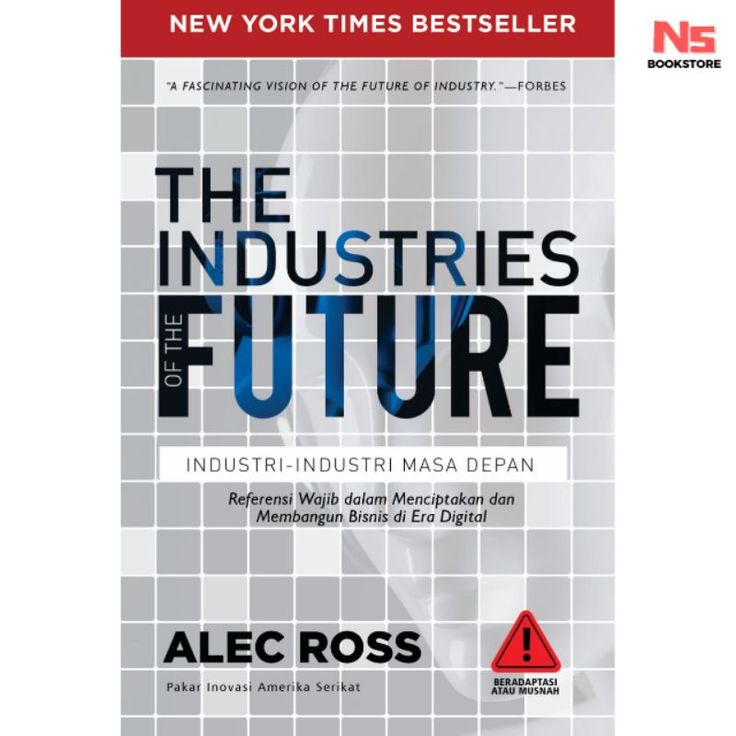 NEW YORK TIMES BESTSELLER
NS
BOOKSTORE
"A FASCINATING VISION OF THE FUTURE OF INDUSTRY."—FORBES
THE
INDUSTRIES
OF THE
FUTURE
INDUSTRI-INDUSTRI MASA DEPAN
Referensi Wajib dalam Menciptakan dan
Membangun Bisnis di Era Digital
ALEC ROSS
Pakar Inovasi Amerika Serikat
!
BERADAPTASI
ATAU MUSNAH